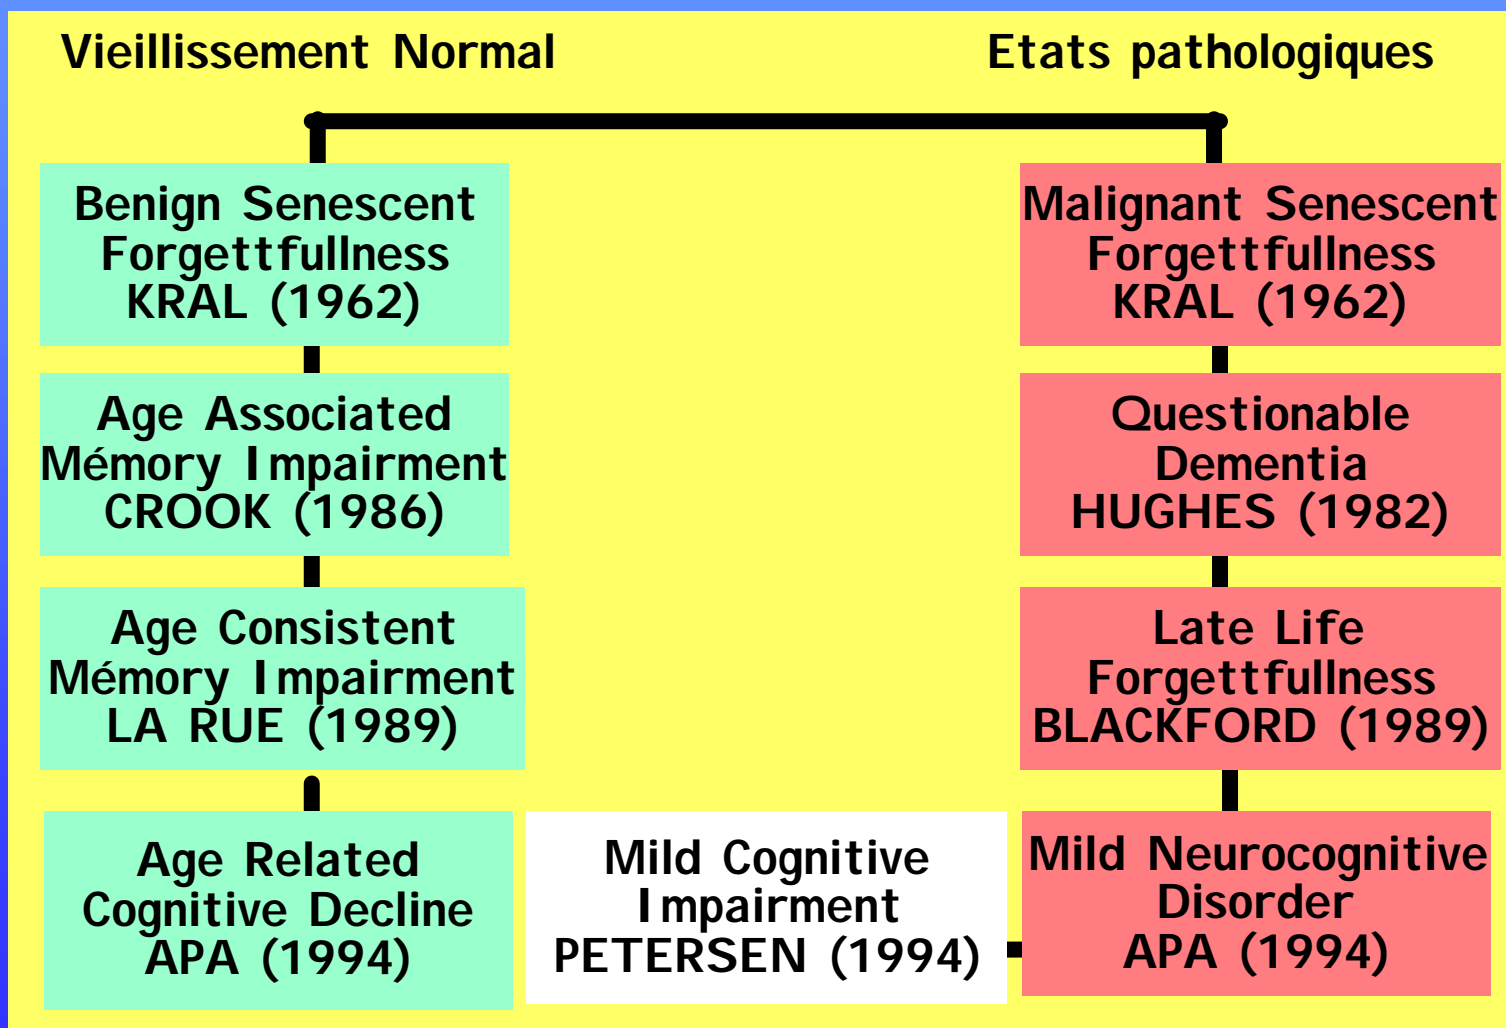 Vieillissement Normal
Etats pathologiques
Benign Senescent
Forgettfullness
KRAL (1962)
Malignant Senescent
Forgettfullness
KRAL (1962)
Age Associated
Mémory Impairment
CROOK (1986)
Questionable
Dementia
HUGHES (1982)
Age Consistent
Mémory Impairment
LA RUE (1989)
Late Life
Forgettfullness
BLACKFORD (1989)
Age Related
Cognitive Decline
APA (1994)
Mild Cognitive
Impairment
PETERSEN (1994)
Mild Neurocognitive
Disorder
APA (1994)